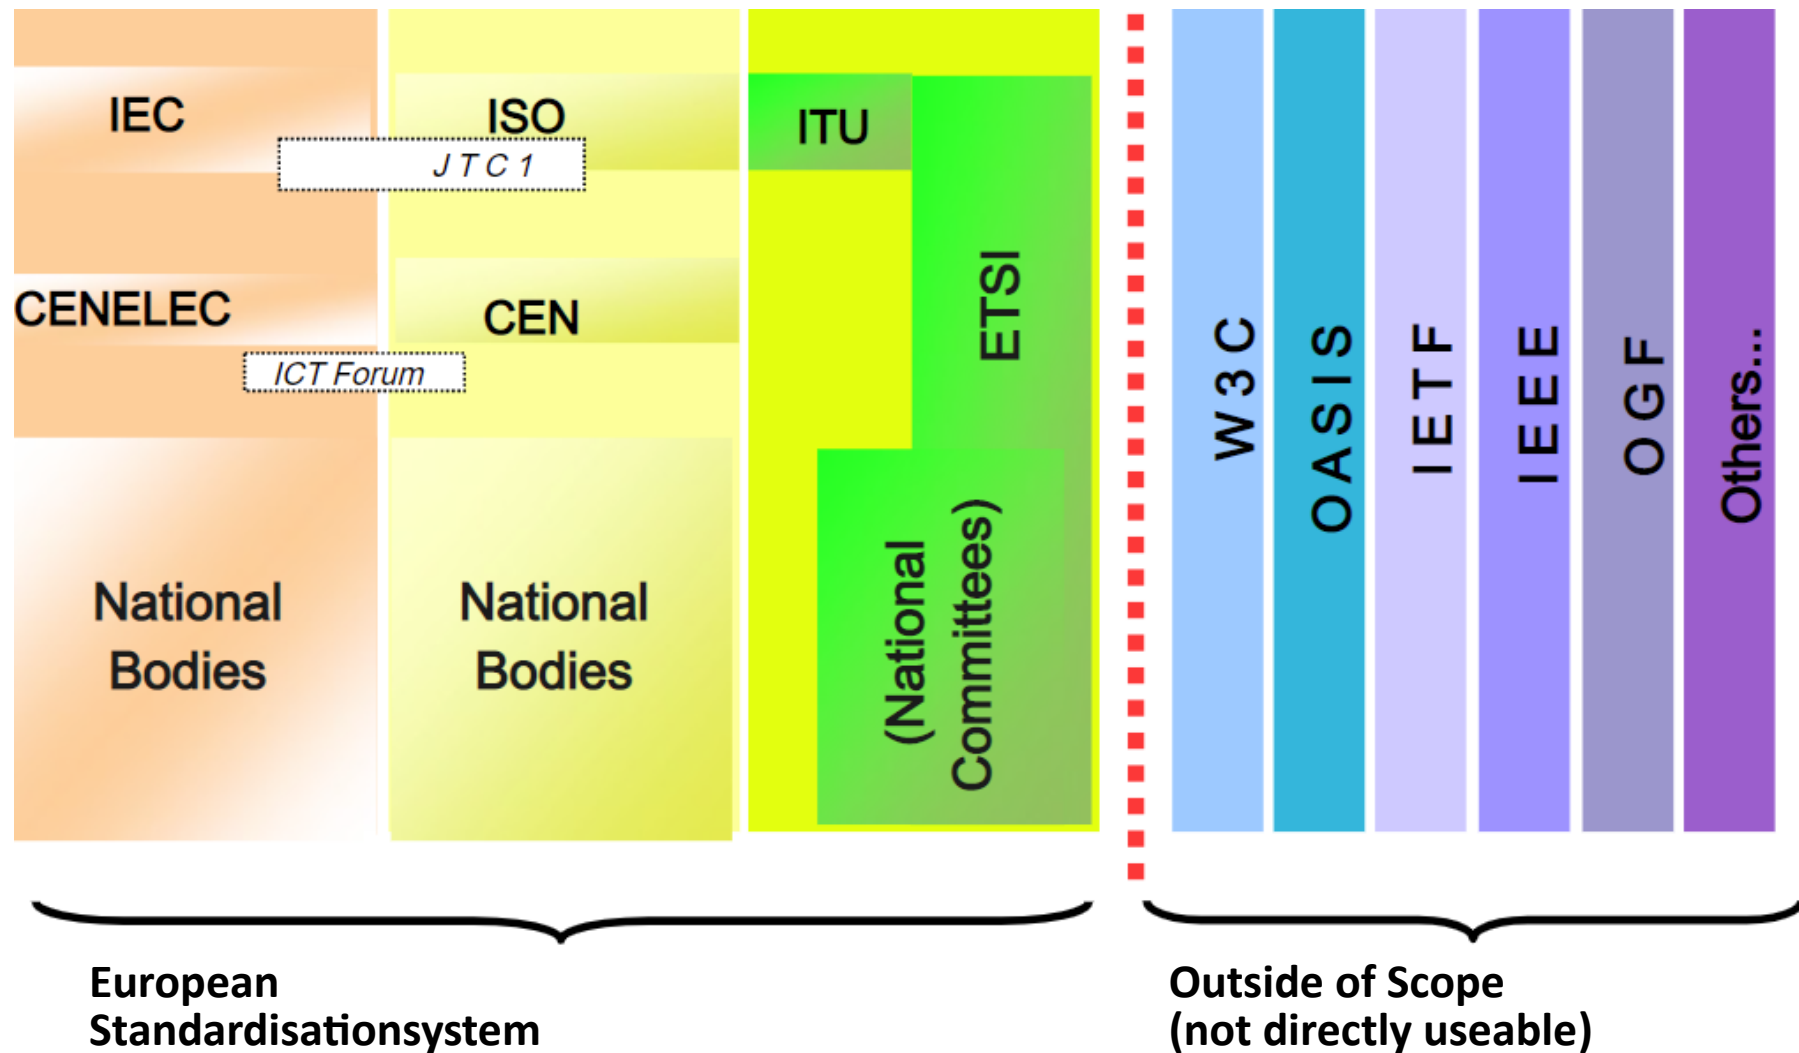 IEC
ISO
J T C 1
ITU
CENELEC
CEN
ICT Forum
ETSI
National
Bodies
National
Bodies
(National
Committees)
W3C
OASIS
IETF
IEEE
OGF
Others...
European
Standardisationsystem
Outside of Scope
(not directly useable)